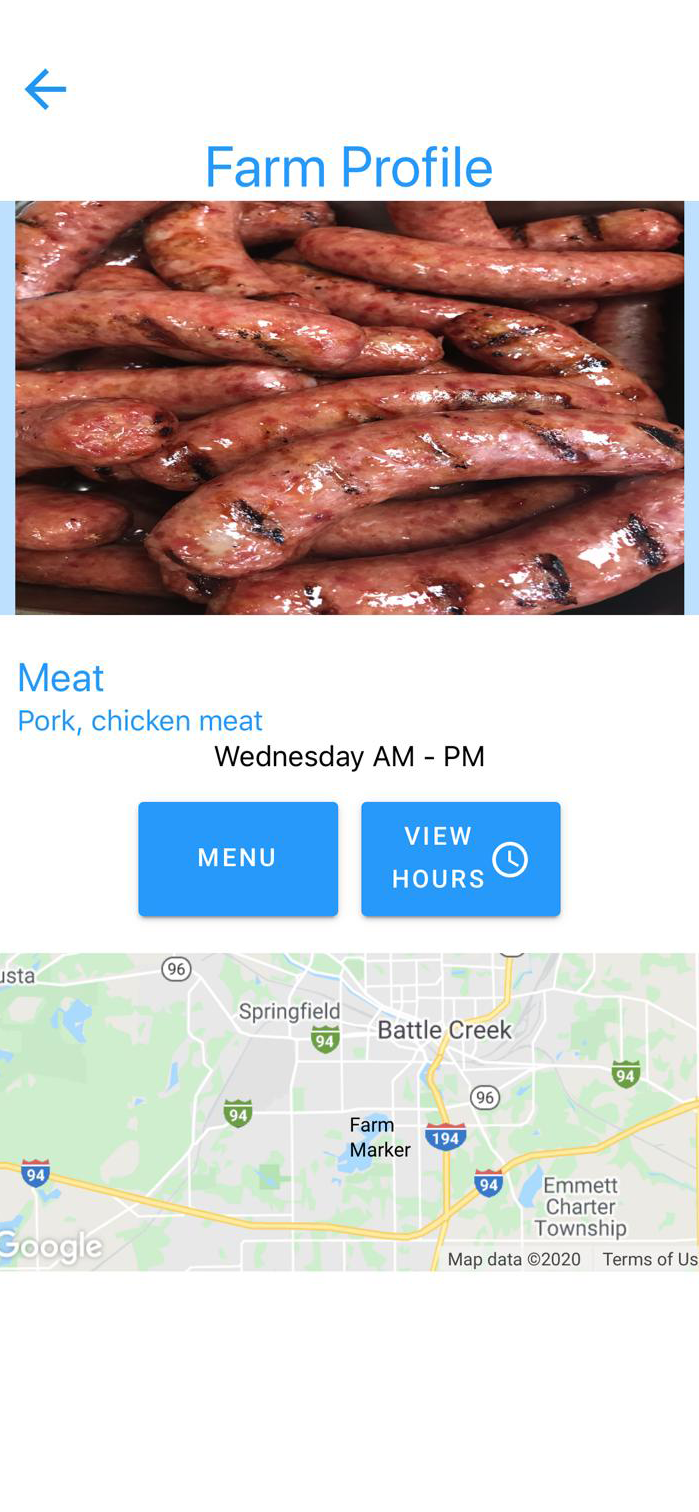 Farm Profile
Meat
Pork, chicken meat
Wednesday AM - PM
MENU
VIEW
HOURS
usta
96
Springfield
94
Battle Creek
94
96
94
Farm
Marker
194
94
94
Emmett
Charter
Township
Google
Map data ©2020
Terms of Us